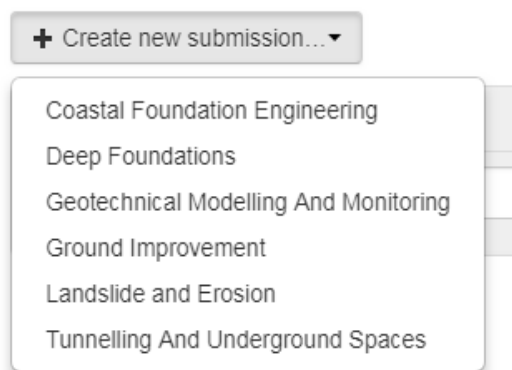 + Create new submission...
Coastal Foundation Engineering
Deep Foundations
Geotechnical Modelling And Monitoring
Ground Improvement
Landslide and Erosion
Tunnelling And Underground Spaces